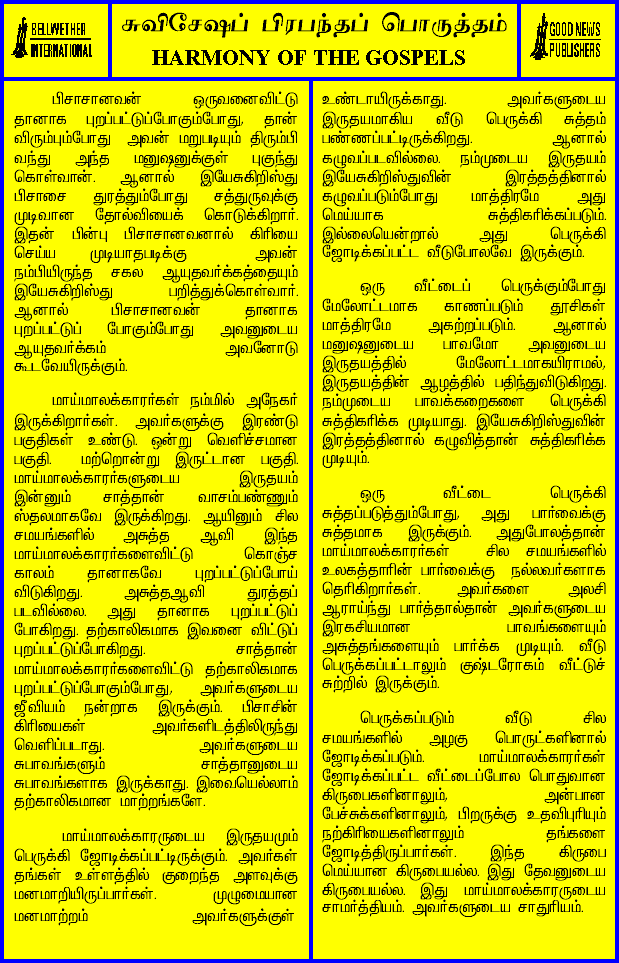 BELLWETHER
INTERNATIONAL
சுவிசேஷப் பிரபந்தப் பொருத்தம்
HARMONY OF THE GOSPELS
GOOD NEWS
PUBLISHERS
பிசாசானவன் ஒருவனைவிட்டு
தானாக புறப்பட்டுப்போகும்போது, தான்
விரும்பும்போது அவன் மறுபடியும் திரும்பி
வந்து அந்த மனுஷனுக்குள் புகுந்து
கொள்வான். ஆனால் இயேசுகிறிஸ்து
பிசாசை துரத்தும்போது சத்துருவுக்கு
முடிவான தோல்வியைக் கொடுக்கிறார்.
இதன் பின்பு பிசாசானவனால் கிரியை
செய்ய முடியாதபடிக்கு அவன்
நம்பியிருந்த சகல ஆயுதவர்க்கத்தையும்
இயேசுகிறிஸ்து பறித்துக்கொள்வார்.
ஆனால் பிசாசானவன் தானாக
புறப்பட்டுப் போகும்போது அவனுடைய
ஆயுதவர்க்கம் அவனோடு
கூடவேயிருக்கும்.
மாய்மாலக்காரர்கள் நம்மில் அநேகர்
இருக்கிறார்கள். அவர்களுக்கு இரண்டு
பகுதிகள் உண்டு. ஒன்று வெளிச்சமான
பகுதி. மற்றொன்று இருட்டான பகுதி.
மாய்மாலக்காரர்களுடைய இருதயம்
இன்னும் சாத்தான் வாசம்பண்ணும்
ஸ்தலமாகவே இருக்கிறது. ஆயினும் சில
சமயங்களில் அசுத்த ஆவி இந்த
மாய்மாலக்காரர்களைவிட்டு கொஞ்ச
காலம் தானாகவே புறப்பட்டுப்போய்
விடுகிறது. அசுத்தஆவி துரத்தப்
படவில்லை. அது தானாக புறப்பட்டுப்
போகிறது. தற்காலிகமாக இவனை விட்டுப்
புறப்பட்டுப்போகிறது. சாத்தான்
மாய்மாலக்காரர்களைவிட்டு தற்காலிகமாக
புறப்பட்டுப்போகும்போது, அவர்களுடைய
ஜீவியம் நன்றாக இருக்கும். பிசாசின்
கிரியைகள் அவர்களிடத்திலிருந்து
வெளிப்படாது. அவர்களுடைய
சுபாவங்களும் சாத்தானுடைய
சுபாவங்களாக இருக்காது. இவையெல்லாம்
தற்காலிகமான மாற்றங்களே.
மாய்மாலக்காரருடைய இருதயமும்
பெருக்கி ஜோடிக்கப்பட்டிருக்கும். அவர்கள்
தங்கள் உள்ளத்தில் குறைந்த அளவுக்கு
மனமாறியிருப்பார்கள். முழுமையான
மனமாற்றம் அவர்களுக்குள்
உண்டாயிருக்காது. அவர்களுடைய
இருதயமாகிய வீடு பெருக்கி சுத்தம்
பண்ணப்பட்டிருக்கிறது. ஆனால்
கழுவப்படவில்லை. நம்முடைய இருதயம்
இயேசுகிறிஸ்துவின் இரத்தத்தினால்
கழுவப்படும்போது மாத்திரமே அது
மெய்யாக சுத்திகரிக்கப்படும்.
இல்லையென்றால் அது பெருக்கி
ஜோடிக்கப்பட்ட வீடுபோலவே இருக்கும்.
ஒரு வீட்டைப் பெருக்கும்போது
மேலோட்டமாக காணப்படும் தூசிகள்
மாத்திரமே அகற்றப்படும். ஆனால்
மனுஷனுடைய பாவமோ அவனுடைய
இருதயத்தில் மேலோட்டமாகயிராமல்,
இருதயத்தின் ஆழத்தில் பதிந்துவிடுகிறது.
நம்முடைய பாவக்கறைகளை பெருக்கி
சுத்திகரிக்க முடியாது. இயேசுகிறிஸ்துவின்
இரத்தத்தினால் கழுவித்தான் சுத்திகரிக்க
முடியும்.
ஒரு வீட்டை பெருக்கி
சுத்தப்படுத்தும்போது, அது பார்வைக்கு
சுத்தமாக இருக்கும். அதுபோலத்தான்
மாய்மாலக்காரர்கள் சில சமயங்களில்
உலகத்தாரின் பார்வைக்கு நல்லவர்களாக
தெரிகிறார்கள். அவர்களை அலசி
ஆராய்ந்து பார்த்தால்தான் அவர்களுடைய
இரகசியமான பாவங்களையும்
அசுத்தங்களையும் பார்க்க முடியும். வீடு
பெருக்கப்பட்டாலும் குஷ்டரோகம் வீட்டுச்
சுற்றில் இருக்கும்.
பெருக்கப்படும் வீடு சில
சமயங்களில் அழகு பொருட்களினால்
ஜோடிக்கப்படும். மாய்மாலக்காரர்கள்
ஜோடிக்கப்பட்ட வீட்டைப்போல பொதுவான
கிருபைகளினாலும், அன்பான
பேச்சுக்களினாலும், பிறருக்கு உதவிபுரியும்
நற்கிரியைகளினாலும் தங்களை
ஜோடித்திருப்பார்கள். இந்த கிருபை
மெய்யான கிருபையல்ல. இது தேவனுடைய
கிருபையல்ல. இது மாய்மாலக்காரருடைய
சாமர்த்தியம். அவர்களுடைய சாதுரியம்.